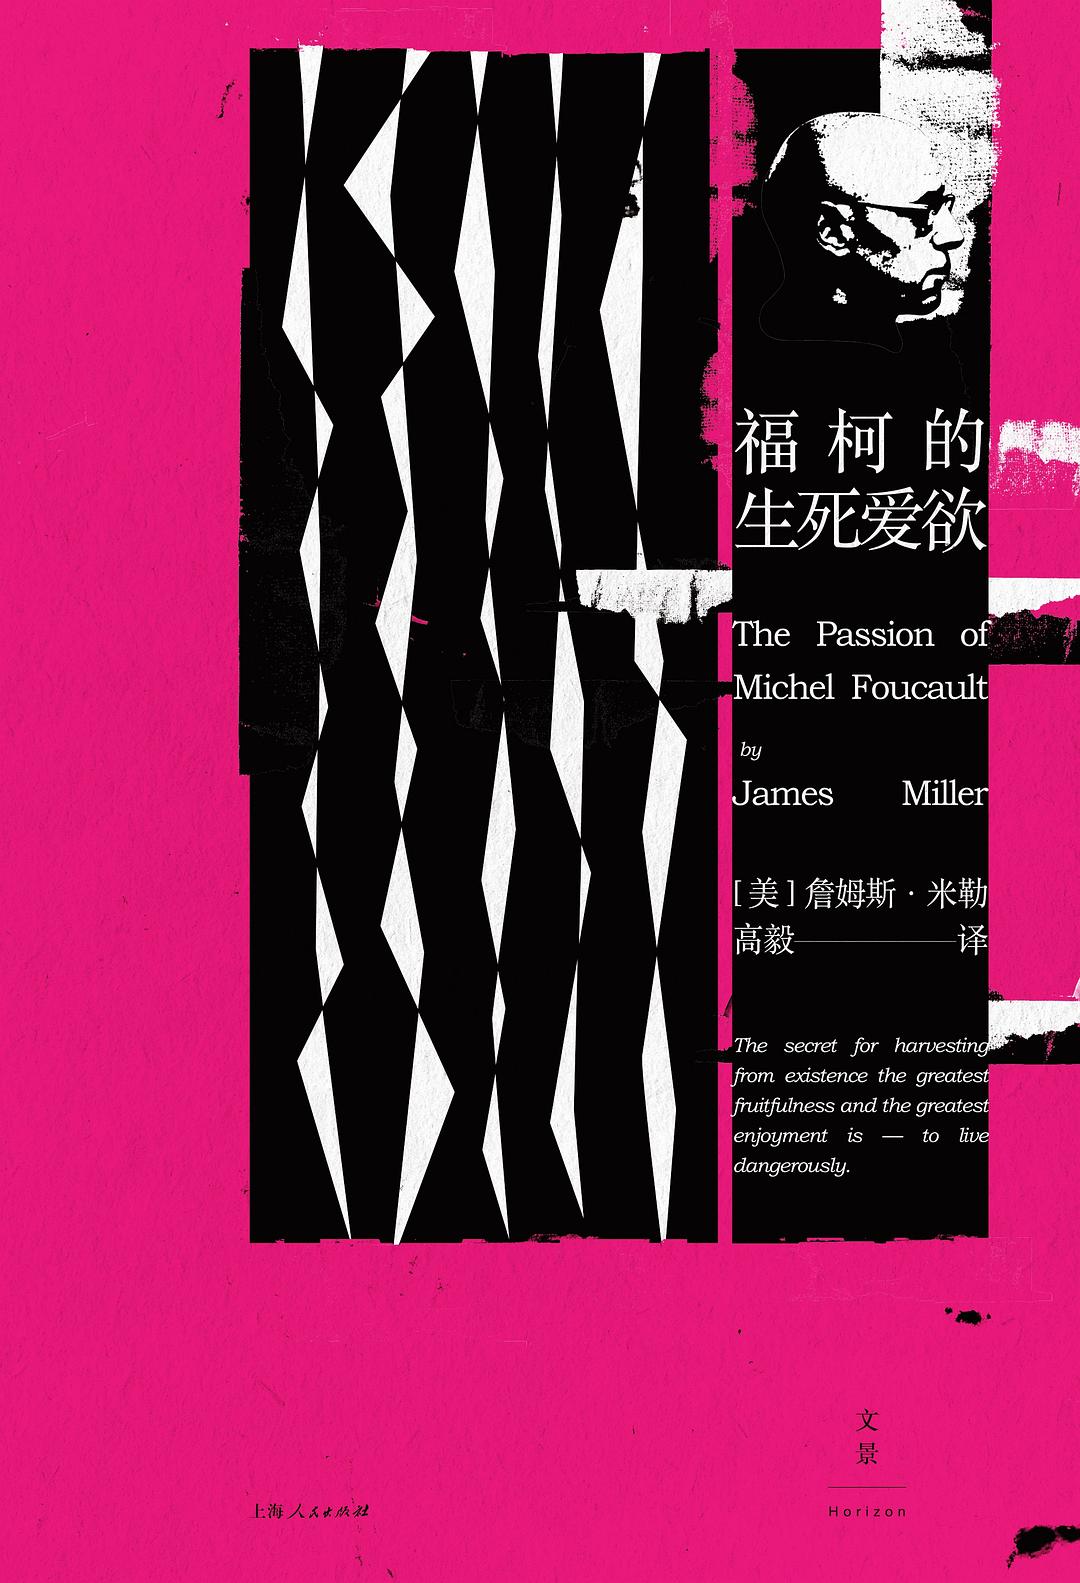 福柯的
生死爱欲
The Passion of
Michel Foucault
by
James Miller
[美]詹姆斯·米勒
高毅——译
The secret for harvesting
from existence the greatest
fruitfulness and the greatest
enjoyment is — to live
dangerously.
文
景
Horizon
上海人民出版社